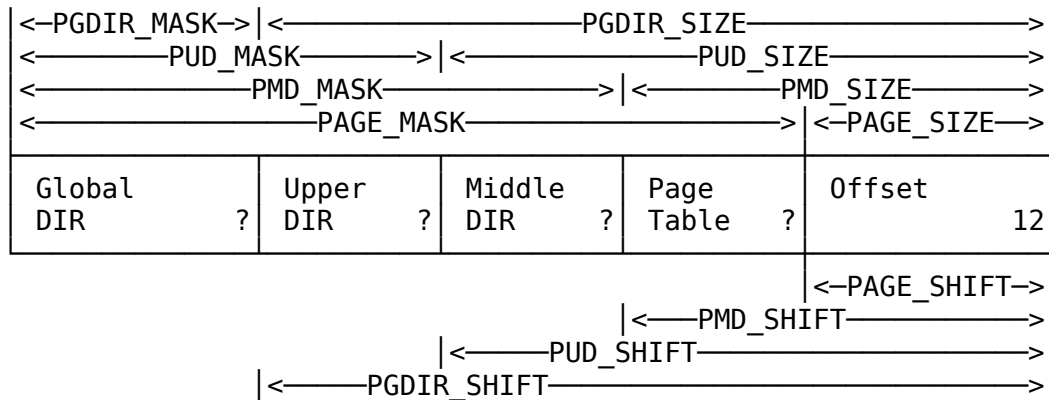 |<─PGDIR_MASK─>|<────────────────PGDIR_SIZE───────────────>
|<────────PUD_MASK───────>|<──────────────PUD_SIZE────────────>
|<─────────────PMD_MASK─────────────>|<────────PMD_SIZE───────>
|<─────────────────PAGE_MASK───────────────────>|<─PAGE_SIZE──>
Global Upper Middle Page Offset
DIR ? DIR ? DIR ? Table ? 12
|<─PAGE_SHIFT─>
|<───PMD_SHIFT───────────>
|<─────PUD_SHIFT────────────────────>
|<──────PGDIR_SHIFT─────────────────────────────>